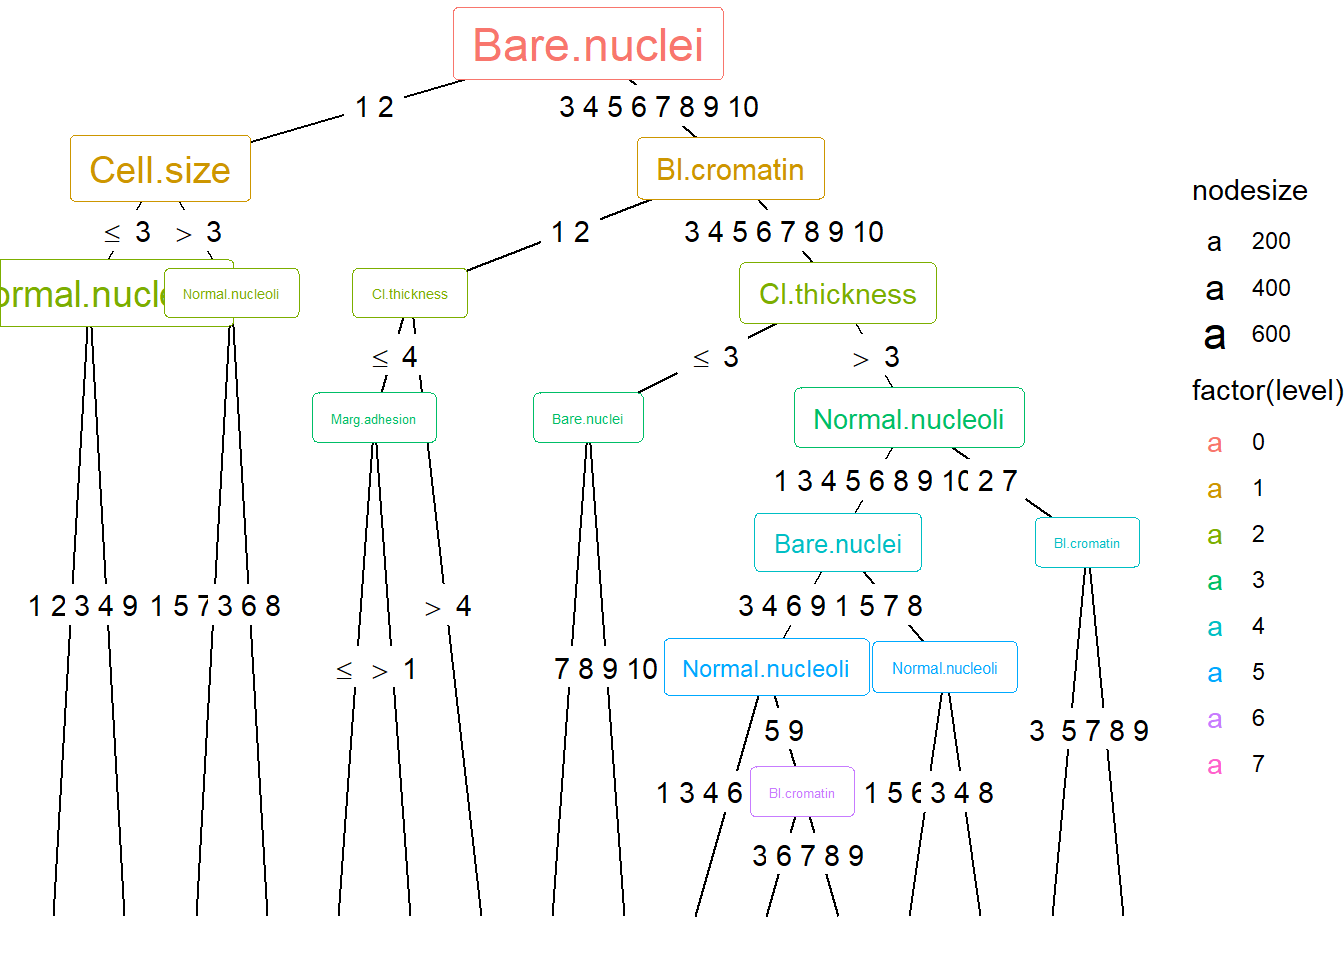 Bare.nuclei
1 2
3 4 5 6 7 8 9 10
Cell.size
Bl.cromatin
≤ 3
> 3
1 2
3 4 5 6 7 8 9 10
ormal.nucle
Normal.nucleoli
Cl.thickness
Cl.thickness
≤ 4
≤ 3
> 3
Marg.adhesion
Bare.nuclei
Normal.nucleoli
1 3 4 5 6 8 9 10
2 7
Bare.nuclei
Bl.cromatin
1 2 3 4 9
1 5 7
3 6 8
> 4
3 4 6 9
1 5 7 8
≤
> 1
7 8 9 10
Normal.nucleoli
Normal.nucleoli
5 9
3
5 7 8 9
1 3 4 6
Bl.cromatin
1 5 6
3 4 8
3 6 7 8 9
nodesize
a 200
a 400
a 600
factor(level)
a 0
a 1
a 2
a 3
a 4
a 5
a 6
a 7